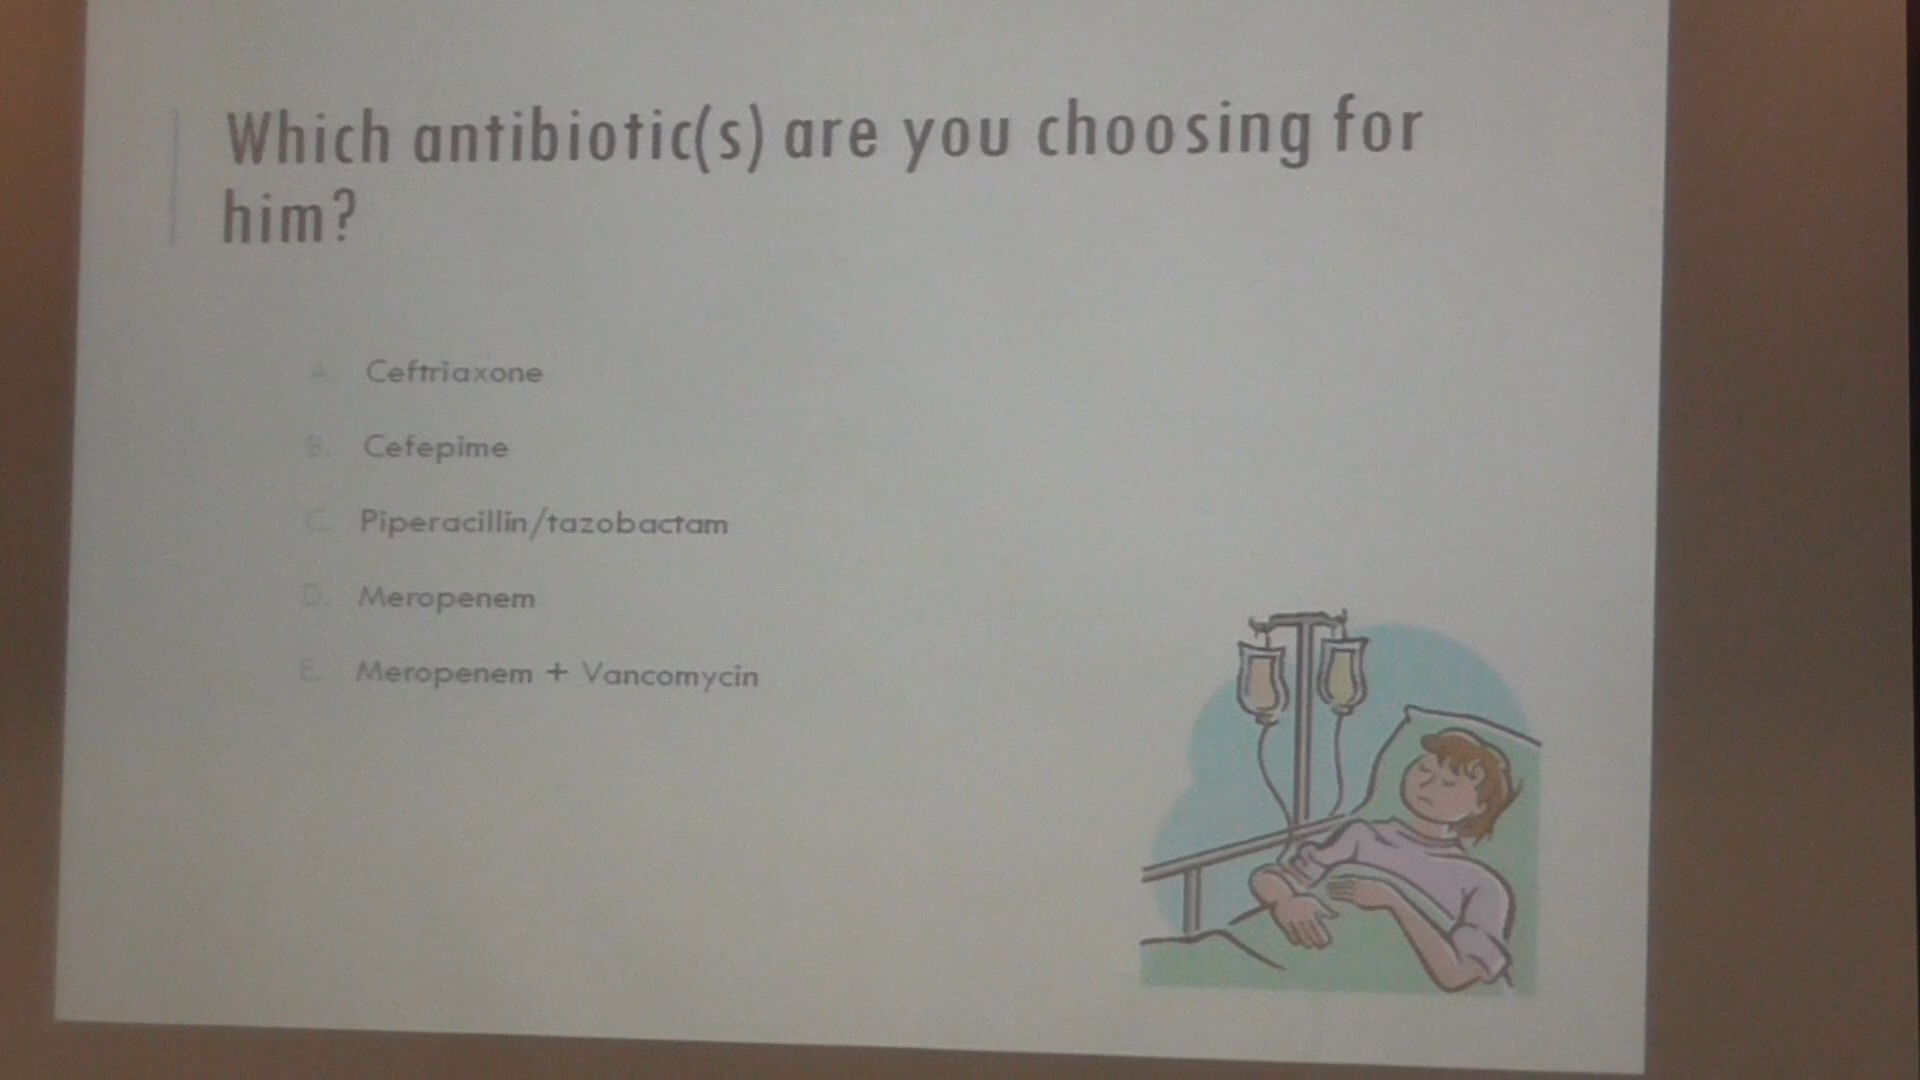 Which antibiotic(s) are you choosing for
him?
A. Ceftriaxone
B. Cefepime
C. Piperacillin/tazobactam
D. Meropenem
E. Meropenem + Vancomycin